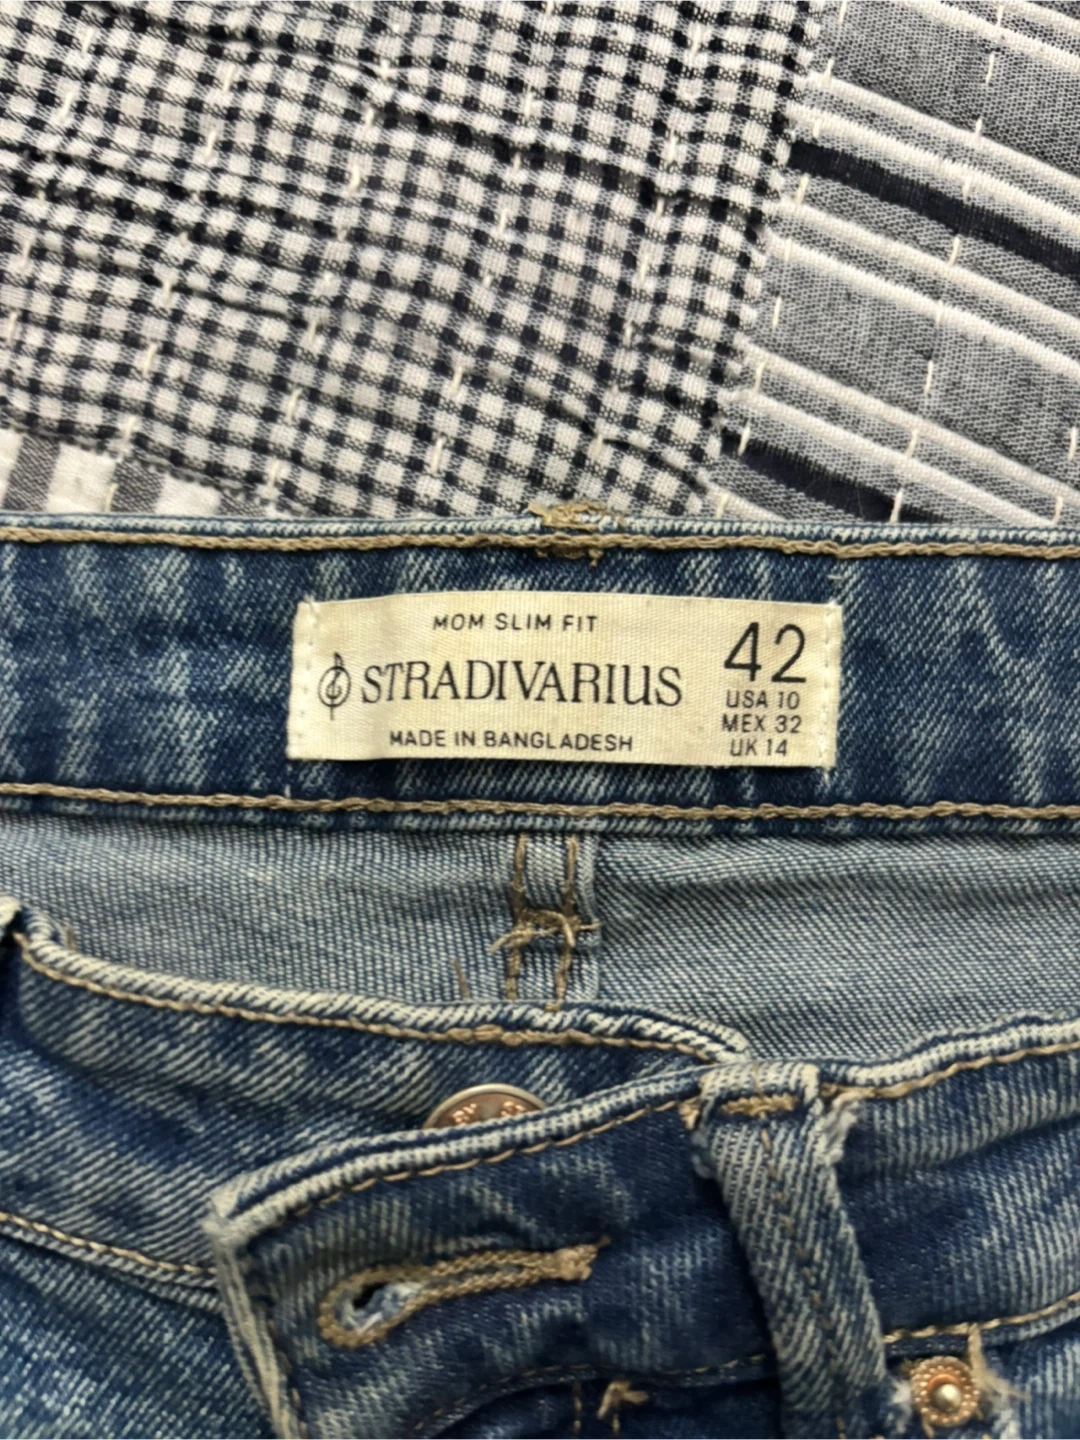 MOM SLIM FIT
STRADIVARIUS
MADE IN BANGLADESH
42
USA 10
MEX 32
UK 14